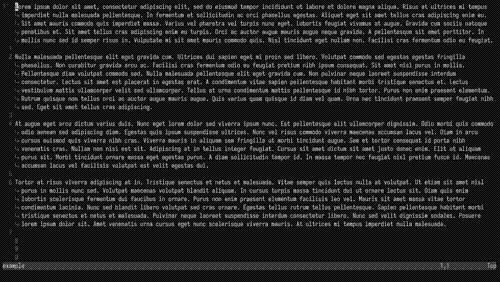 Lorem ipsum dolor sit amet, consectetur adipiscing elit, sed do eiusmod tempor incididunt ut labore et dolore magna aliqua. Risus et ultrices mi tempus
imperdiet nulla malesuada pellentesque. In fermentum et sollicitudin ac orci phasellus egestas. Aliquet eget sit amet tellus cras adipiscing enim eu.
Sit amet mauris commodo quis imperdiet massa. Varius vel pharetra vel turpis nunc eget. Lobortis feugiat vivamus at augue. Gravida cum sociis natoque
penatibus et. Sit amet tellus cras adipiscing enim eu turpis. Orci ac auctor augue mauris augue neque gravida. A pellentesque sit amet porttitor. In
mollis nunc sed id semper risus in. Vulputate mi sit amet mauris commodo quis. Nisl tincidunt eget nullam non. Facilisi cras fermentum odio eu feugiat.
2 Nulla malesuada pellentesque elit eget gravida cum. Ultrices dui sapien eget mi proin sed libero. Volutpat commodo sed egestas egestas fringilla
phasellus. Non curabitur gravida arcu ac. Facilisi cras fermentum odio eu feugiat pretium nibh ipsum consequat. Sit amet nisl purus in mollis.
Pellentesque diam volutpat commodo sed. Nulla malesuada pellentesque elit eget gravida cum. Non pulvinar neque laoreet suspendisse interdum
consectetur. Lectus sit amet est placerat in egestas erat. A condimentum vitae sapien pellentesque habitant morbi tristique senectus et. Lectus
vestibulum mattis ullamcorper velit sed ullamcorper. Tellus at urna condimentum mattis pellentesque id nibh tortor. Purus non enim praesent elementum.
Rutrum quisque non tellus orci ac auctor augue mauris augue. Quis varius quam quisque id diam vel quam. Urna nec tincidunt praesent semper feugiat nibh
sed. Eget sit amet tellus cras adipiscing.
3
4 At augue eget arcu dictum varius duis. Nunc eget lorem dolor sed viverra ipsum nunc. Est pellentesque elit ullamcorper dignissim. Odio morbi quis commodo
odio aenean sed adipiscing diam. Egestas quis ipsum suspendisse ultrices. Nunc vel risus commodo viverra maecenas accumsan lacus vel. Diam in arcu
cursus euismod quis viverra nibh cras. Viverra mauris in aliquam sem fringilla ut morbi tincidunt augue. Sem et tortor consequat id porta nibh
venenatis cras. Nullam non nisi est sit. Adipiscing at in tellus integer feugiat. Cursus sit amet dictum sit amet justo donec enim. Elit ut aliquam
purus sit. Morbi tincidunt ornare massa eget egestas purus. A diam sollicitudin tempor id. In massa tempor nec feugiat nisl pretium fusce id. Maecenas
accumsan lacus vel facilisis volutpat est velit egestas dui.
5
6 Tortor et risus viverra adipiscing at in. Tristique senectus et netus et malesuada. Vitae semper quis lectus nulla at volutpat. Ut etiam sit amet nisl
purus in mollis nunc sed. Volutpat maecenas volutpat blandit aliquam. In cursus turpis massa tincidunt dui ut ornare lectus sit. Diam quis enim
lobortis scelerisque fermentum dui faucibus in ornare. Purus non enim praesent elementum facilisis leo vel. Mauris sit amet massa vitae tortor
condimentum lacinia. Nunc sed blandit libero volutpat sed cras ornare. Egestas tellus rutrum tellus pellentesque. Sapien pellentesque habitant morbi
tristique senectus et netus et malesuada. Pulvinar neque laoreet suspendisse interdum consectetur libero. Nunc sed velit dignissim sodales. Posuere
lorem ipsum dolor sit. Amet venenatis urna cursus eget nunc scelerisque viverra mauris. At ultrices mi tempus imperdiet nulla malesuada.
7
8
9
example 1,1 Top